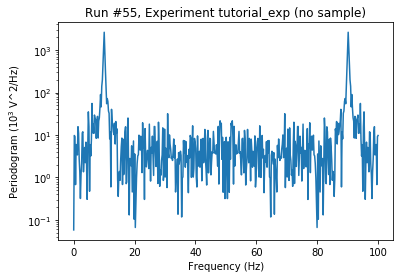 Run #55, Experiment tutorial_exp (no sample)
Periodogram (10³ V^2/Hz)
10³
10²
10¹
10⁰
10⁻¹
0 20 40 60 80 100
Frequency (Hz)